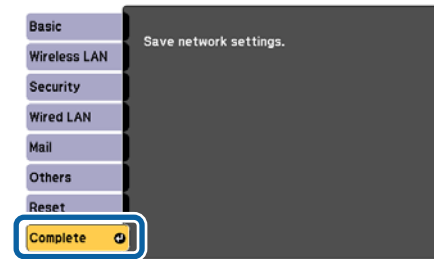 Basic
Wireless LAN
Security
Wired LAN
Mail
Others
Reset
Complete
Save network settings.